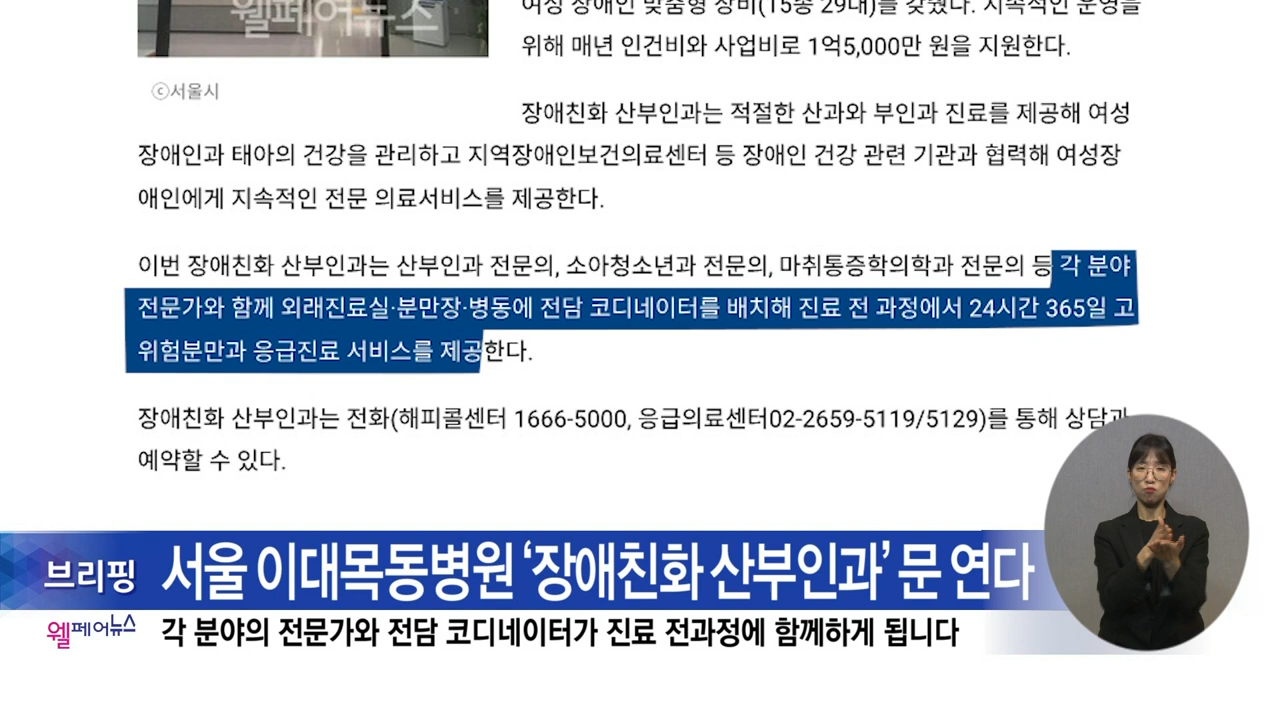 웰페어뉴스
여성 장애인 맞춤형 장비(15종 29대)를 갖췄다. 지속적인 운영을
위해 매년 인건비와 사업비로 1억5,000만 원을 지원한다.
ⓒ서울시
장애친화 산부인과는 적절한 산과와 부인과 진료를 제공해 여성
장애인과 태아의 건강을 관리하고 지역장애인보건의료센터 등 장애인 건강 관련 기관과 협력해 여성장
애인에게 지속적인 전문 의료서비스를 제공한다.
이번 장애친화 산부인과는 산부인과 전문의, 소아청소년과 전문의, 마취통증학의학과 전문의 등 각 분야
전문가와 함께 외래진료실·분만장·병동에 전담 코디네이터를 배치해 진료 전 과정에서 24시간 365일 고
위험분만과 응급진료 서비스를 제공한다.
장애친화 산부인과는 전화(해피콜센터 1666-5000, 응급의료센터02-2659-5119/5129)를 통해 상담과
예약할 수 있다.
브리핑 서울 이대목동병원 ‘장애친화 산부인과’ 문 연다
웰페어뉴스 각 분야의 전문가와 전담 코디네이터가 진료 전과정에 함께하게 됩니다